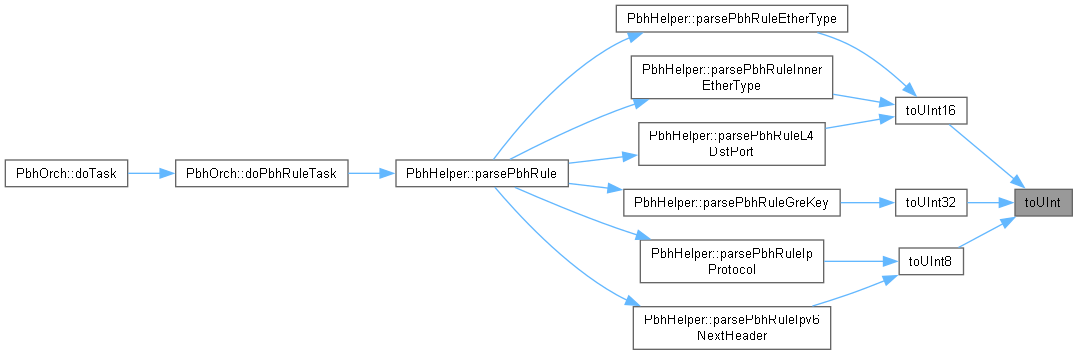 PbhHelper::parsePbhRuleEtherType
PbhHelper::parsePbhRuleInner
EtherType
toUInt16
PbhHelper::parsePbhRuleL4
DstPort
PbhOrch::doTask
PbhOrch::doPbhRuleTask
PbhHelper::parsePbhRule
PbhHelper::parsePbhRuleGreKey
toUInt32
toUInt
PbhHelper::parsePbhRuleIp
Protocol
toUInt8
PbhHelper::parsePbhRuleIpv6
NextHeader